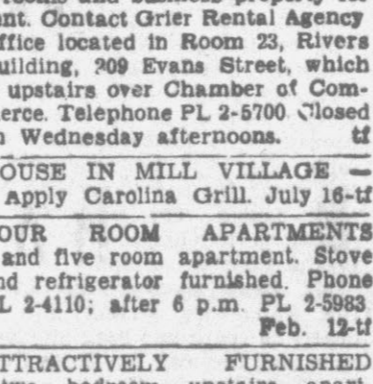 ent. Contact Grier Rental Agency
ffice located in Room 23, Rivers
uilding, 209 Evans Street, which
upstairs over Chamber of Com-
erce. Telephone PL 2-5700 Closed
n Wednesday afternoons. tf
OUSE IN MILL VILLAGE —
Apply Carolina Grill. July 16-tf
OUR ROOM APARTMENTS
and five room apartment. Stove
nd refrigerator furnished. Phone
L 2-4110; after 6 p.m. PL 2-5983
Feb. 12-tf
TTRACTIVELY FURNISHED